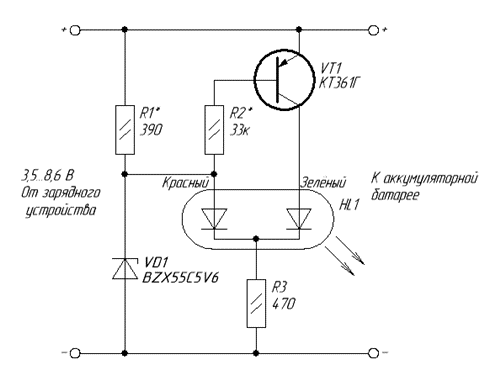 +
+
VT1
КТ361Г
R1*
390
R2*
33к
3,5...8,6 В
От зарядного
устройства
Красный
Зелёный
HL1
К аккумуляторной
батарее
VD1
BZX55C5V6
R3
470
−
−